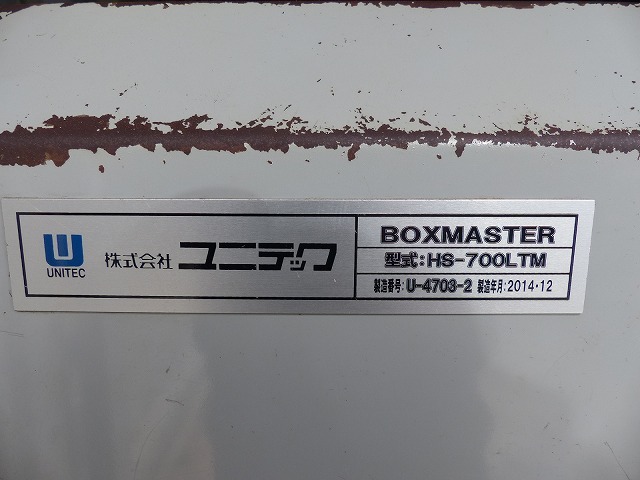 UNITEC
株式会社 ユニテック
BOXMASTER
型式:HS-700LTM
製造番号:U-4703-2 製造年月:2014・12